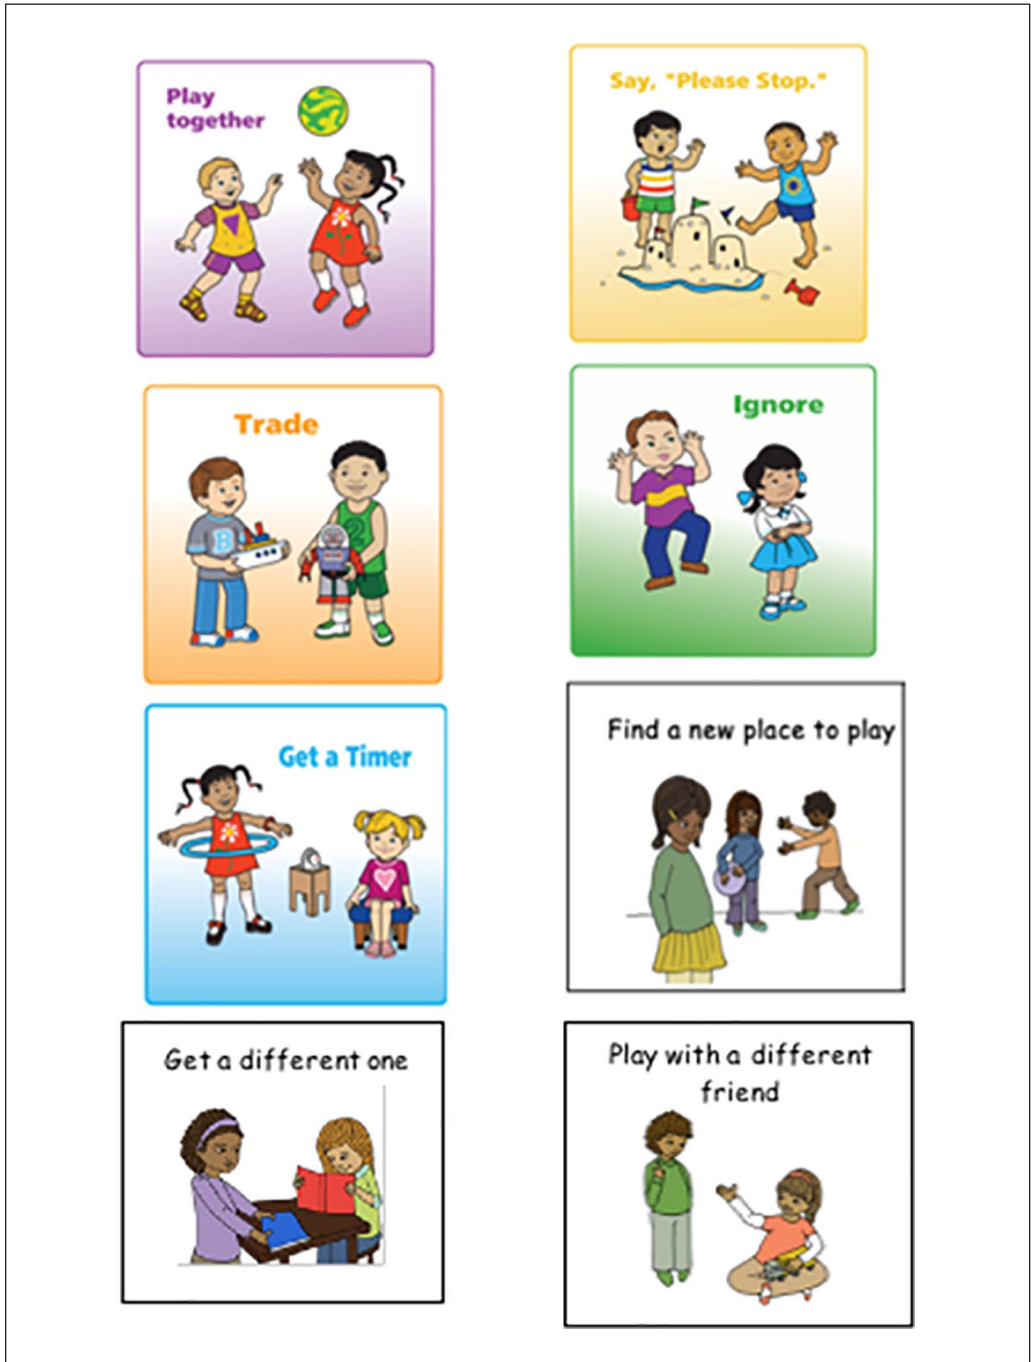 Play
together
Say, "Please Stop."
Trade
B
2
Ignore
Get a Timer
Find a new place to play
Get a different one
Play with a different
friend